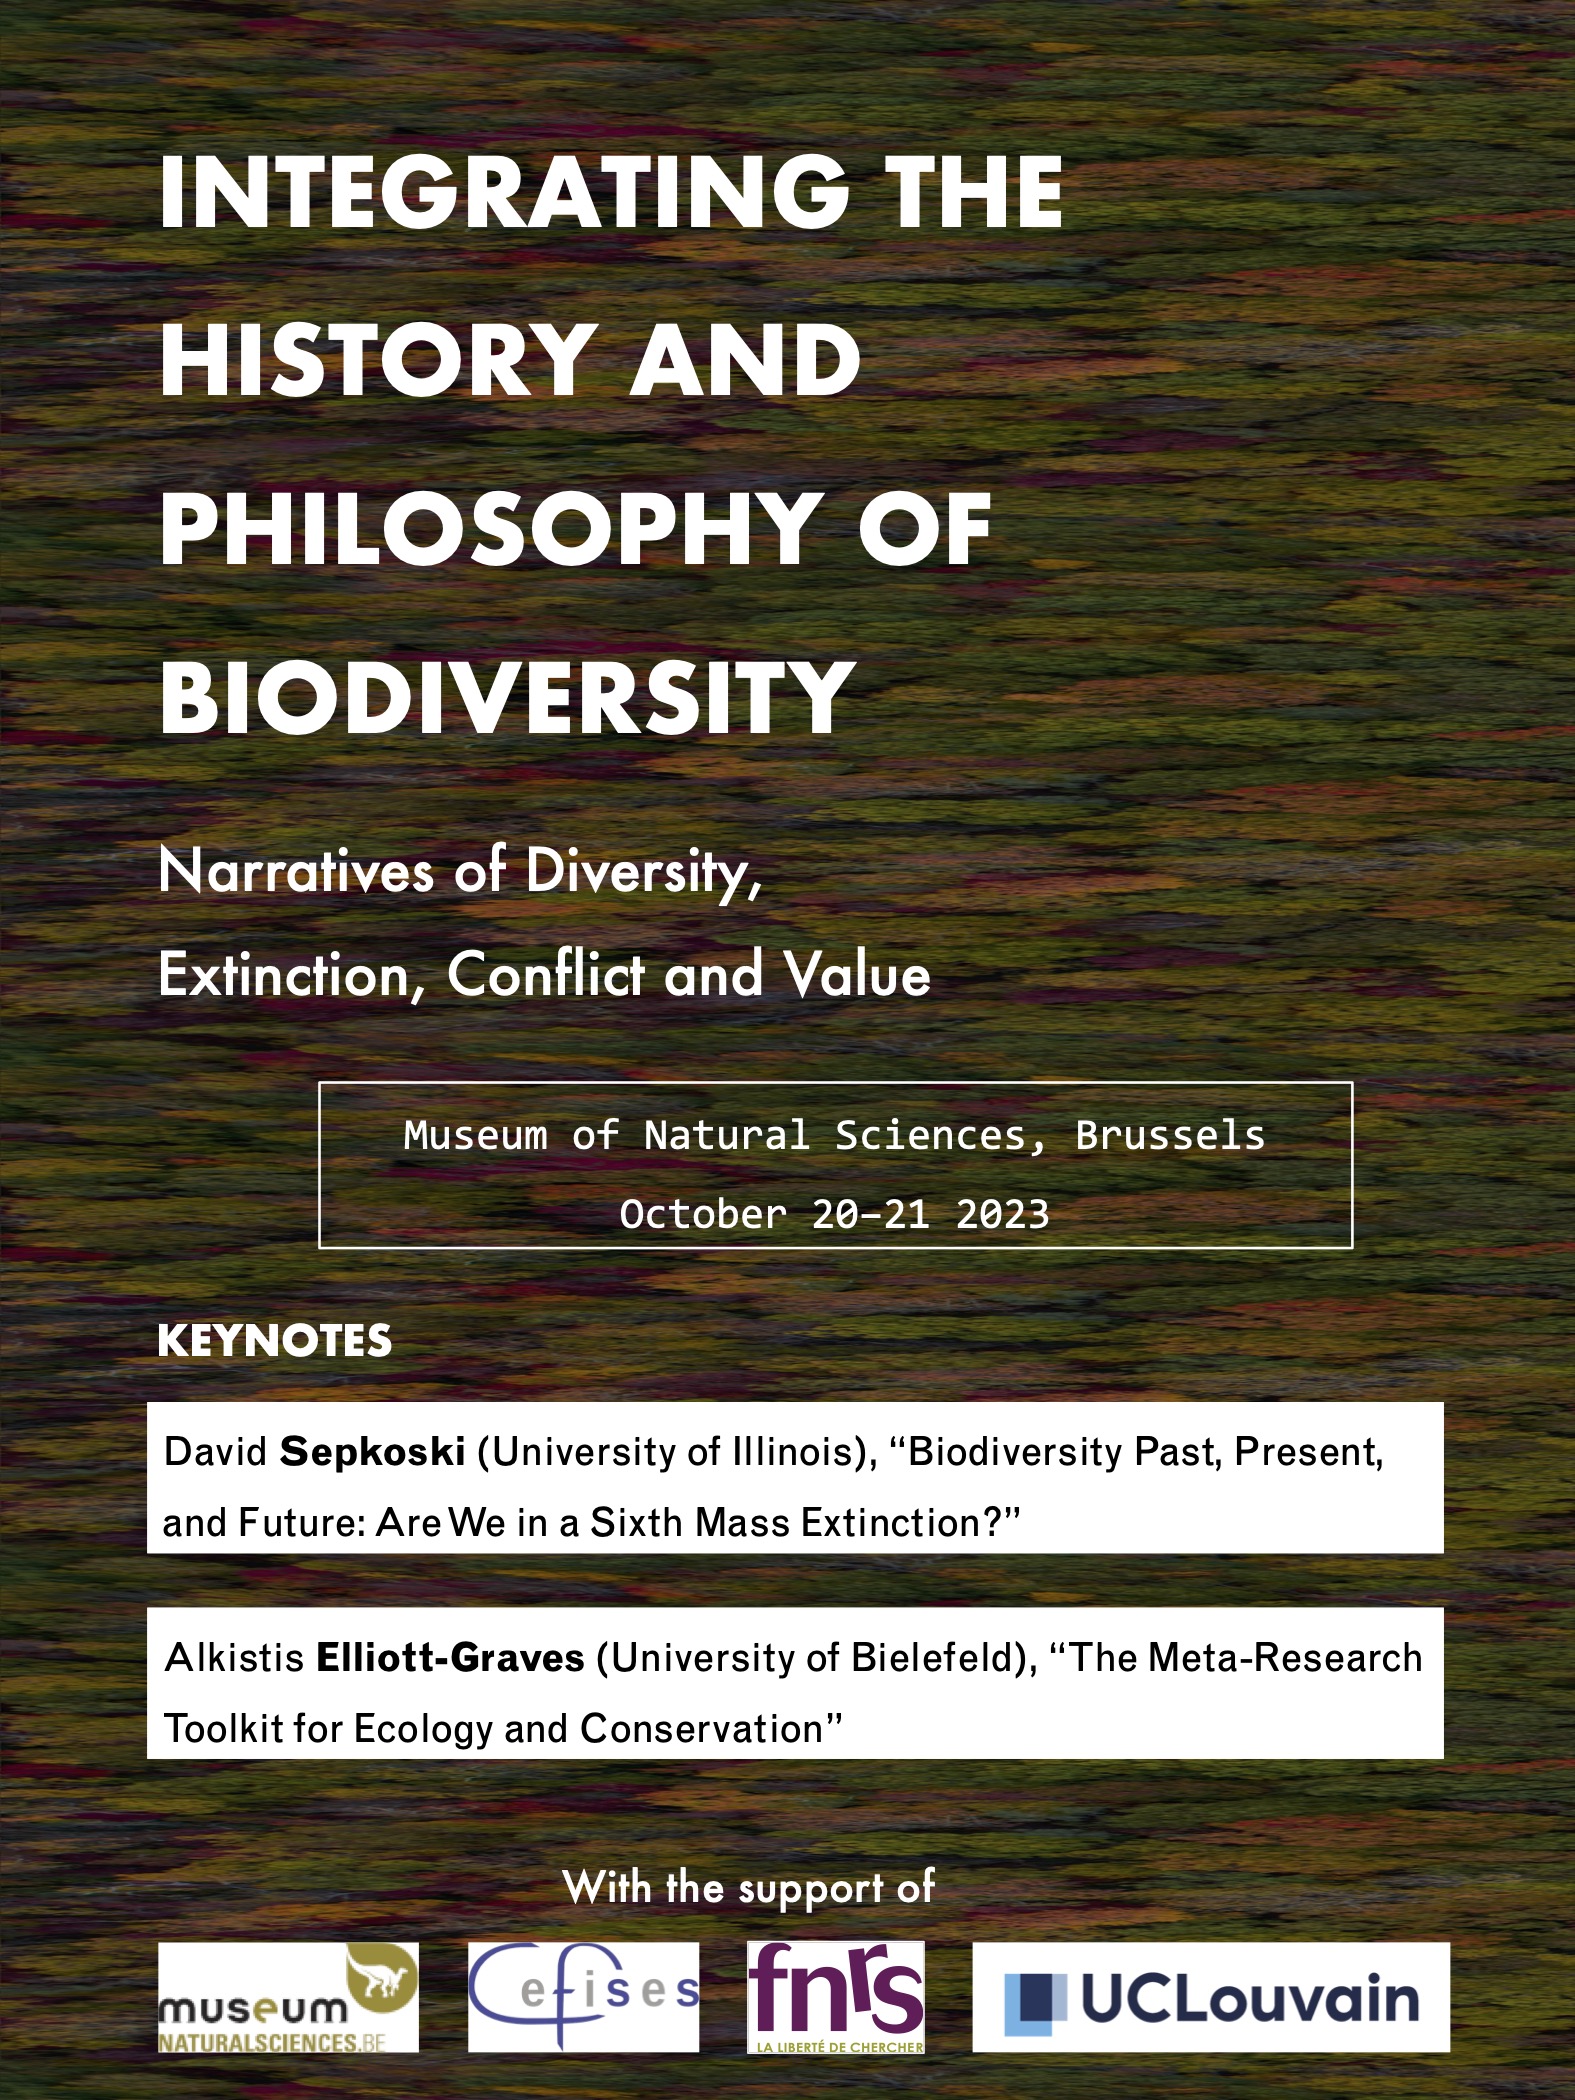 INTEGRATING THE
HISTORY AND
PHILOSOPHY OF
BIODIVERSITY
Narratives of Diversity,
Extinction, Conflict and Value
Museum of Natural Sciences, Brussels
October 20–21 2023
KEYNOTES
David Sepkoski (University of Illinois), “Biodiversity Past, Present,
and Future: Are We in a Sixth Mass Extinction?”
Alkistis Elliott-Graves (University of Bielefeld), “The Meta-Research
Toolkit for Ecology and Conservation”
With the support of
museum
NATURALSCIENCES.BE
Cefises
fnrs
LA LIBERTÉ DE CHERCHER
UCLouvain